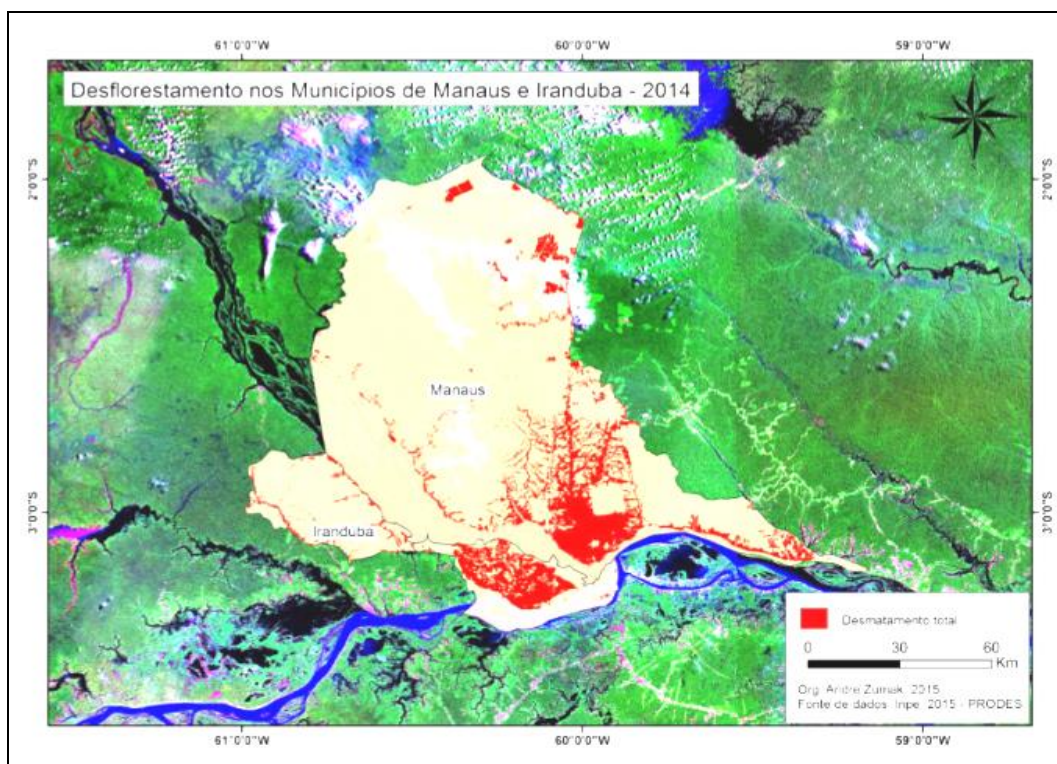 61°0'0"W 60°0'0"W 59°0'0"W
Desflorestamento nos Municípios de Manaus e Iranduba - 2014
2°0'0"S 2°0'0"S
Manaus
3°0'0"S 3°0'0"S
Iranduba
Desmatamento total
0 30 60
Km
Org. Andre Zumak. 2015
Fonte de dados: Inpe. 2015 - PRODES
61°0'0"W 60°0'0"W 59°0'0"W